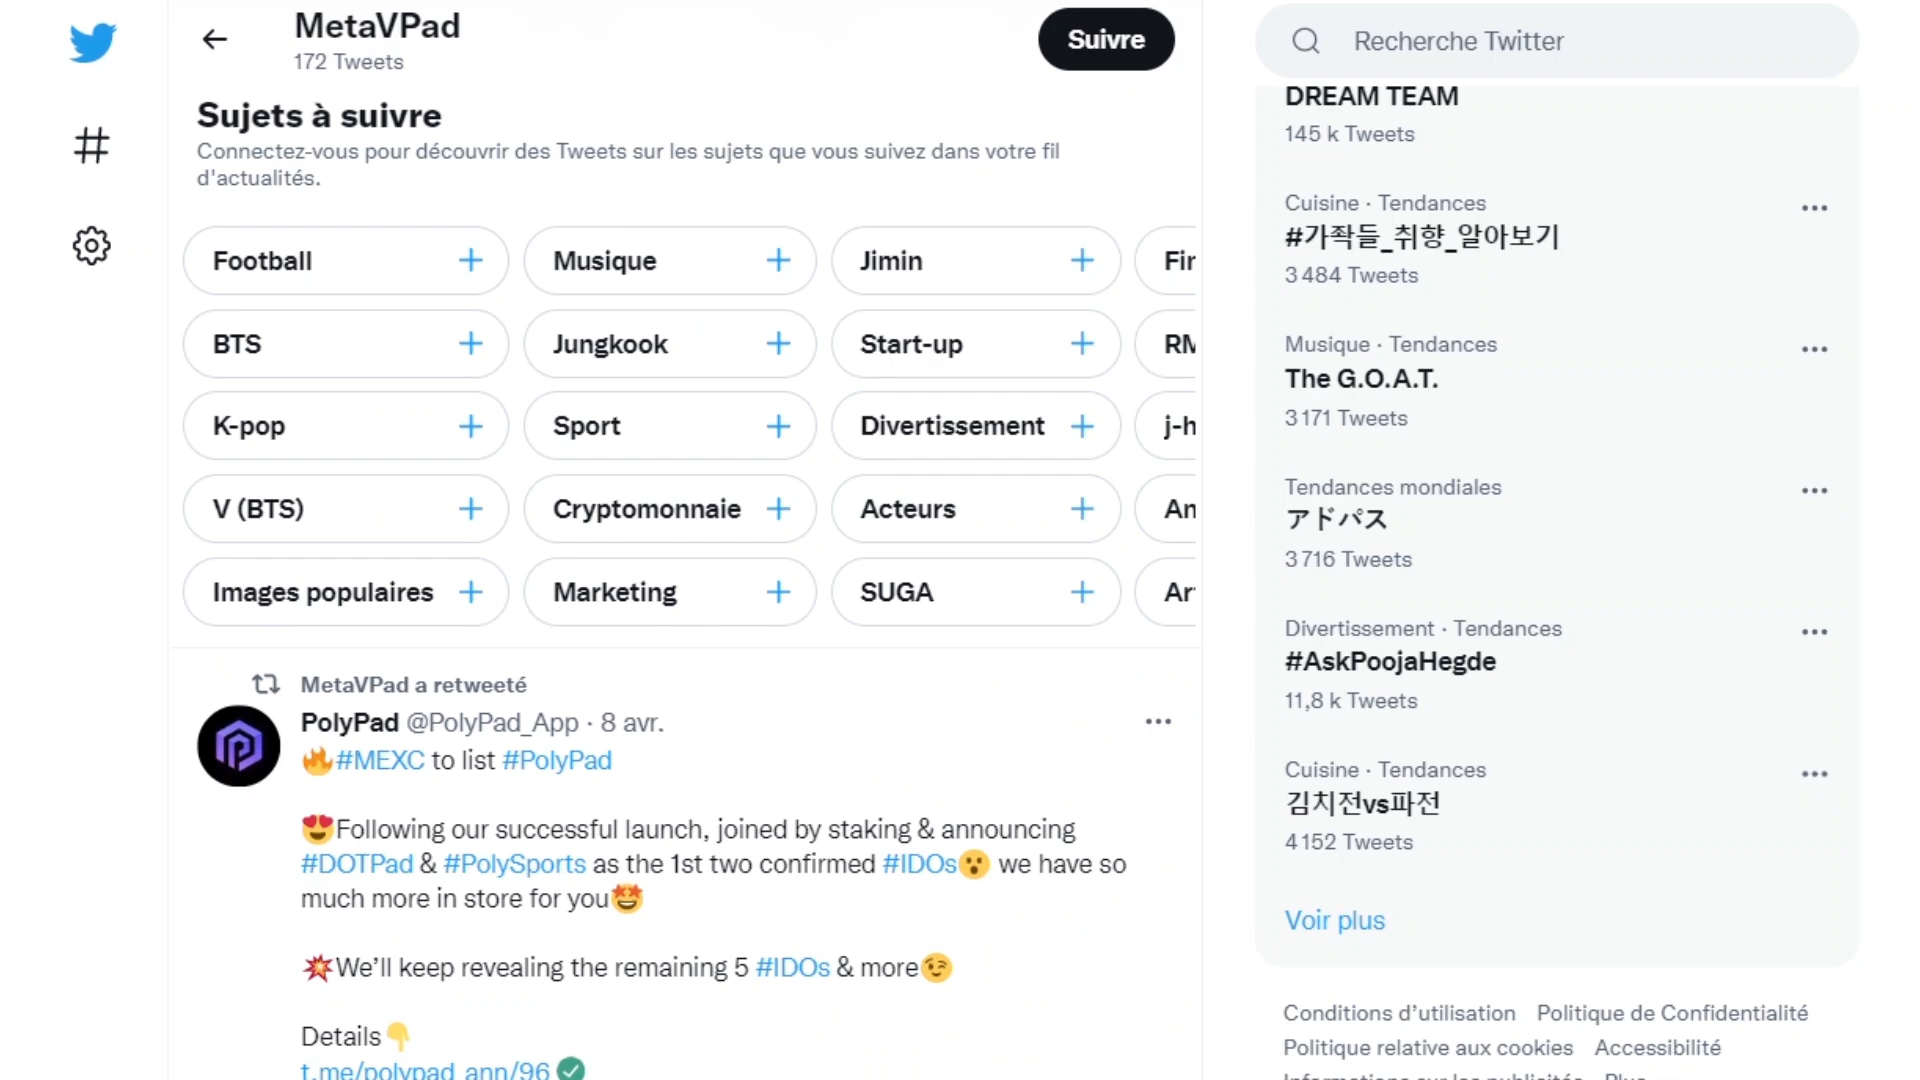 MetaVPad
172 Tweets
Suivre
Sujets à suivre
Connectez-vous pour découvrir des Tweets sur les sujets que vous suivez dans votre fil
d'actualités.
Football
Musique
Jimin
BTS
Jungkook
Start-up
K-pop
Sport
Divertissement
V (BTS)
Cryptomonnaie
Acteurs
Images populaires
Marketing
SUGA
MetaVPad a retweeté
PolyPad @PolyPad_App · 8 avr.
🔥#MEXC to list #PolyPad
😍Following our successful launch, joined by staking & announcing
#DOTPad & #PolySports as the 1st two confirmed #IDOs😮 we have so
much more in store for you🤩
💥We’ll keep revealing the remaining 5 #IDOs & more😉
Details👇
t.me/polypad_ann/96✅
Recherche Twitter
DREAM TEAM
145 k Tweets
Cuisine · Tendances
#가좍들_취향_알아보기
3 484 Tweets
Musique · Tendances
The G.O.A.T.
3 171 Tweets
Tendances mondiales
アドパス
3 716 Tweets
Divertissement · Tendances
#AskPoojaHegde
11,8 k Tweets
Cuisine · Tendances
김치전vs파전
4 152 Tweets
Voir plus
Conditions d’utilisation Politique de Confidentialité
Politique relative aux cookies Accessibilité
Informations sur les publicités Plus